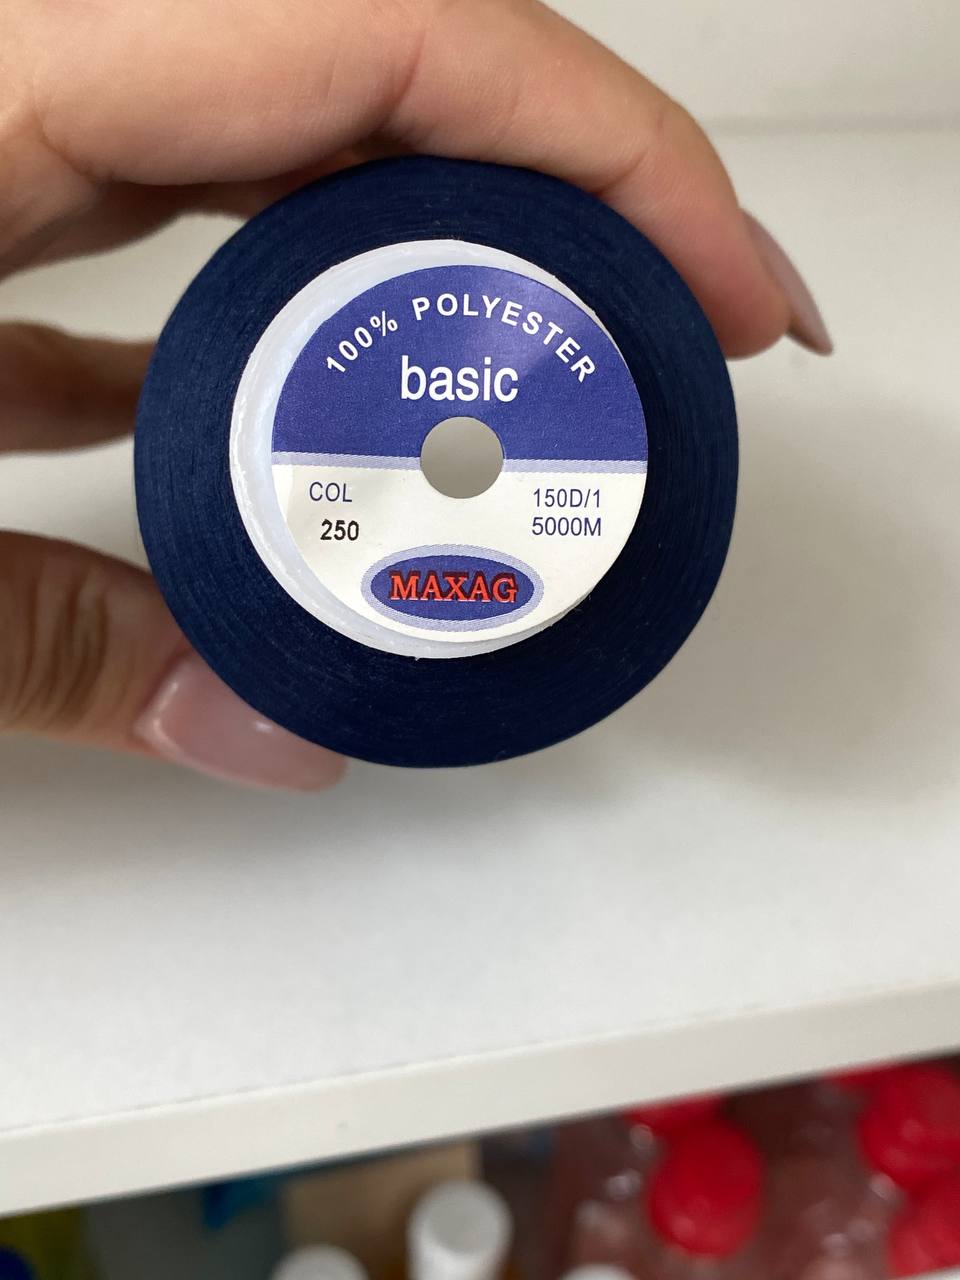 100% POLYESTER
basic
COL
250
150D/1
5000M
MAXAG